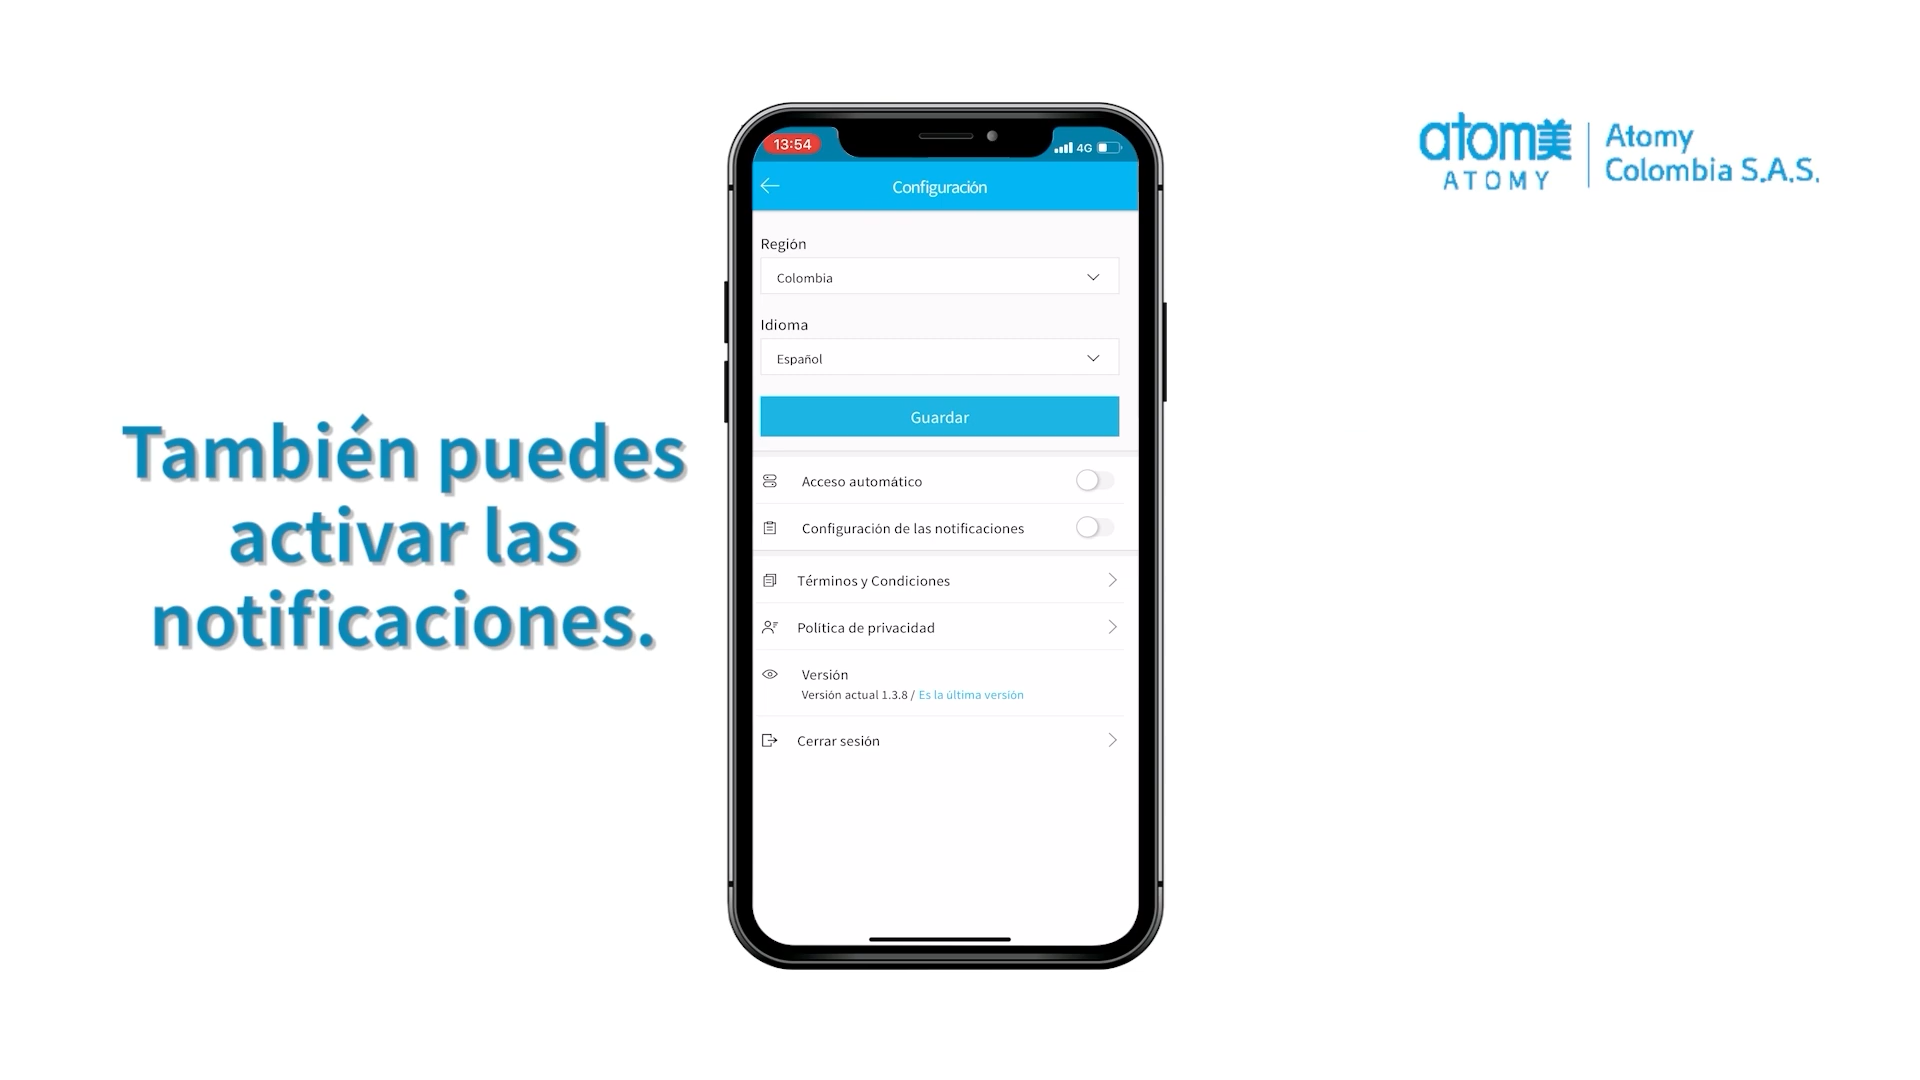 También puedes
activar las
notificaciones.
13:54
4G
Configuración
Región
Colombia
Idioma
Español
Guardar
Acceso automático
Configuración de las notificaciones
Términos y Condiciones
Política de privacidad
Versión
Versión actual 1.3.8 / Es la última versión
Cerrar sesión
atom美
ATOMY
Atomy
Colombia S.A.S.